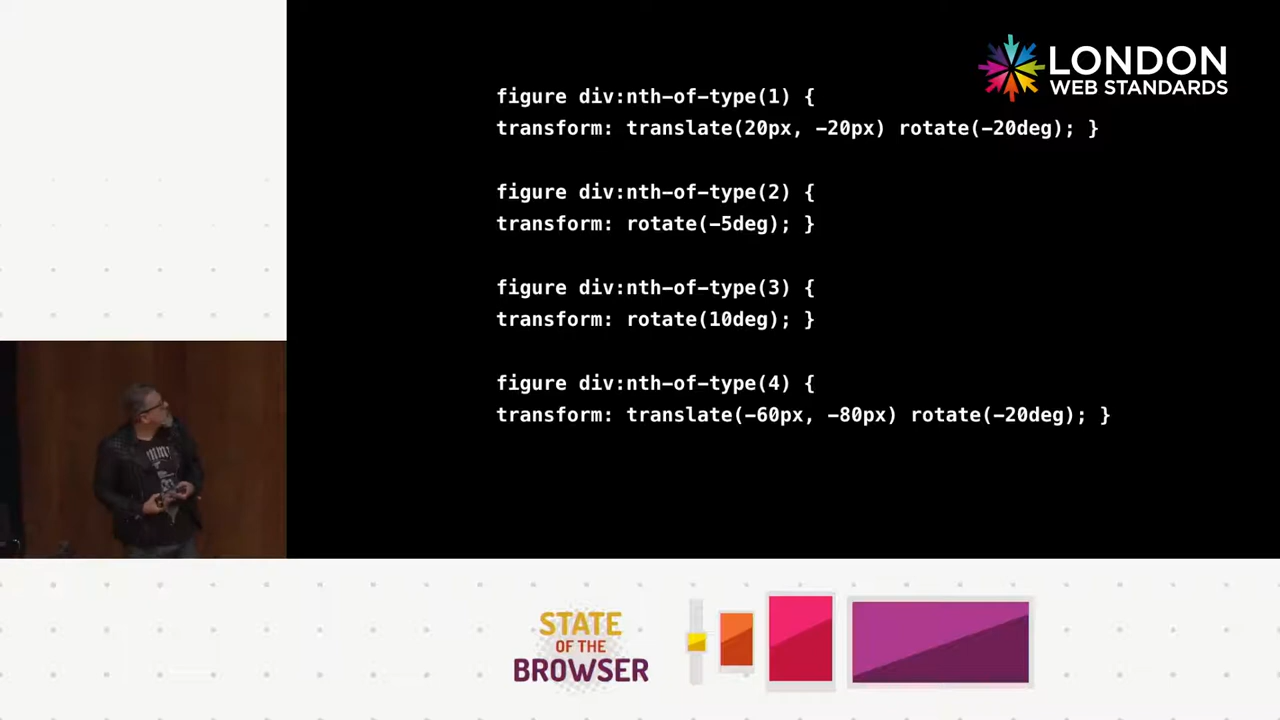 LONDON
WEB STANDARDS
figure div:nth-of-type(1) {
transform: translate(20px, -20px) rotate(-20deg); }
figure div:nth-of-type(2) {
transform: rotate(-5deg); }
figure div:nth-of-type(3) {
transform: rotate(10deg); }
figure div:nth-of-type(4) {
transform: translate(-60px, -80px) rotate(-20deg); }
STATE
OF THE
BROWSER